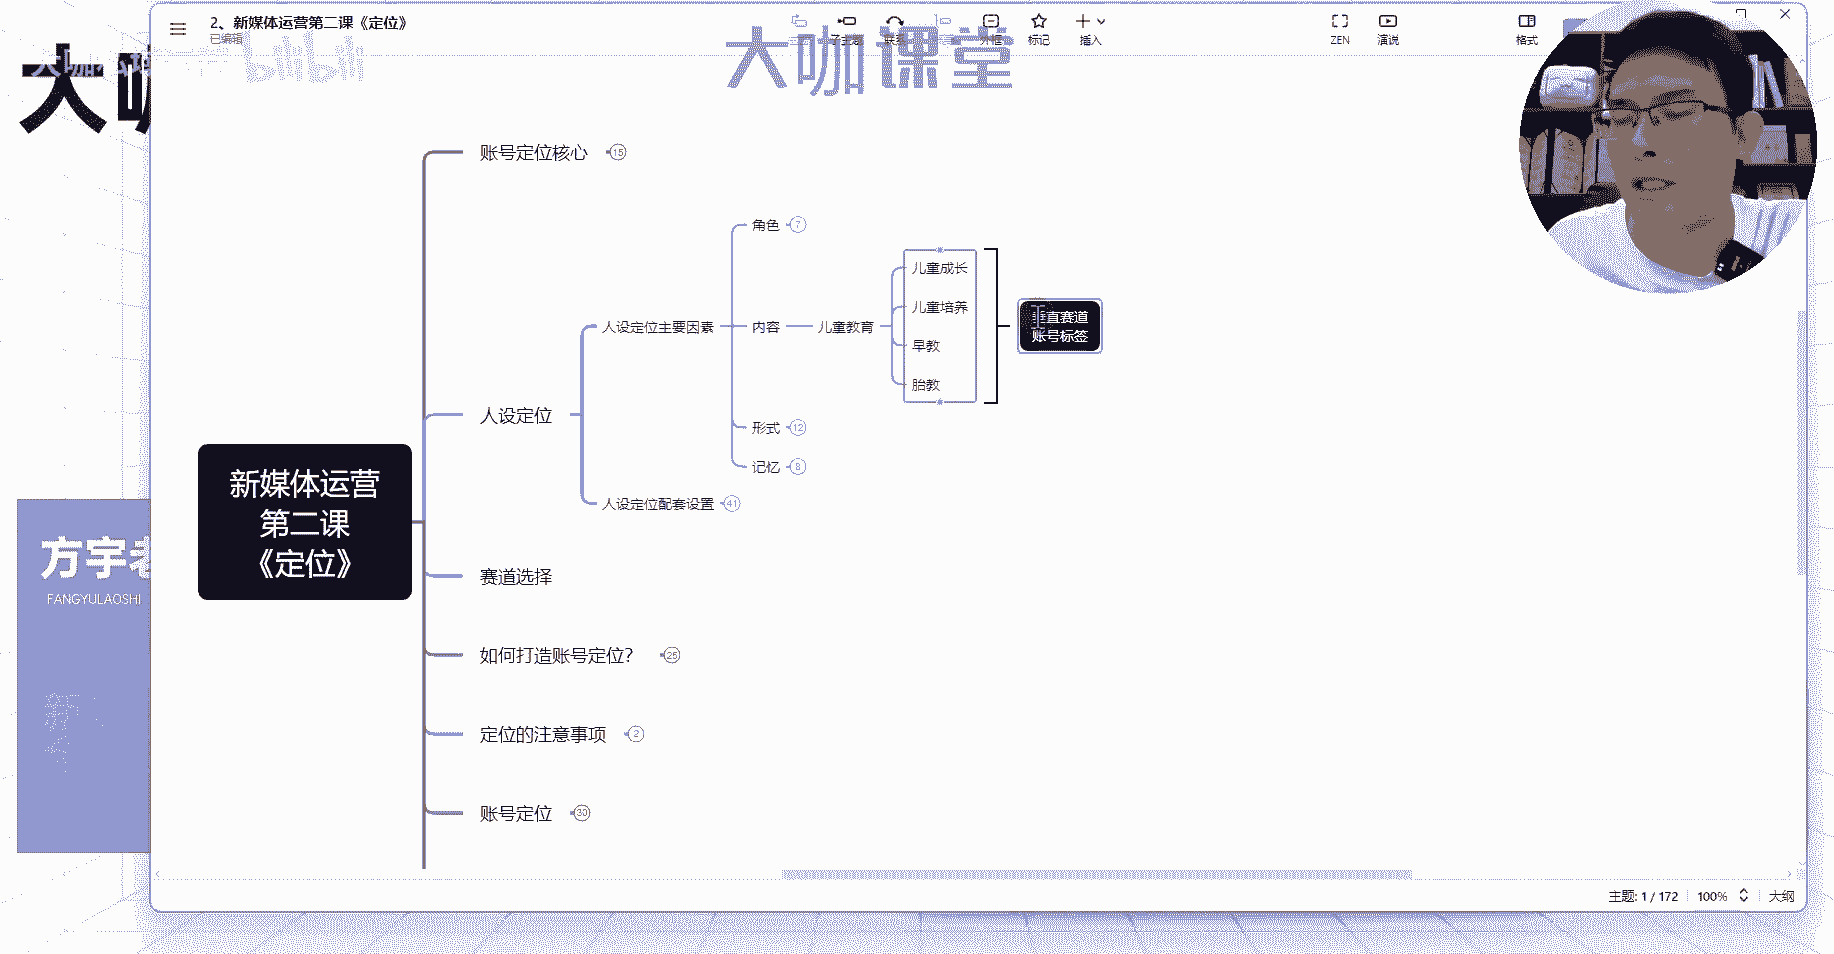 2、新媒体运营第二课《定位》
已编辑
子主题
联系
外框
标记
插入
ZEN
演说
格式
bilibili
大咖课堂
账号定位核心
15
角色
7
儿童成长
儿童培养
早教
胎教
垂直赛道
账号标签
人设定位主要因素
内容
儿童教育
人设定位
形式
12
记忆
8
人设定位配套设置
41
新媒体运营
第二课
《定位》
赛道选择
如何打造账号定位?
25
定位的注意事项
2
账号定位
30
方宇老
FANGYULAOSHI
主题: 1 / 172
100%
大纲